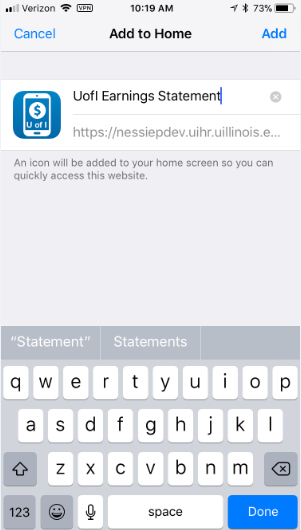 Verizon VPN 10:19 AM 73%
Cancel Add to Home Add
$
U of I
UofI Earnings Statement
https://nessiepdev.uihr.uillinois.e...
An icon will be added to your home screen so you can
quickly access this website.
“Statement” Statements
q w e r t y u i o p
a s d f g h j k l
z x c v b n m
123 space Done